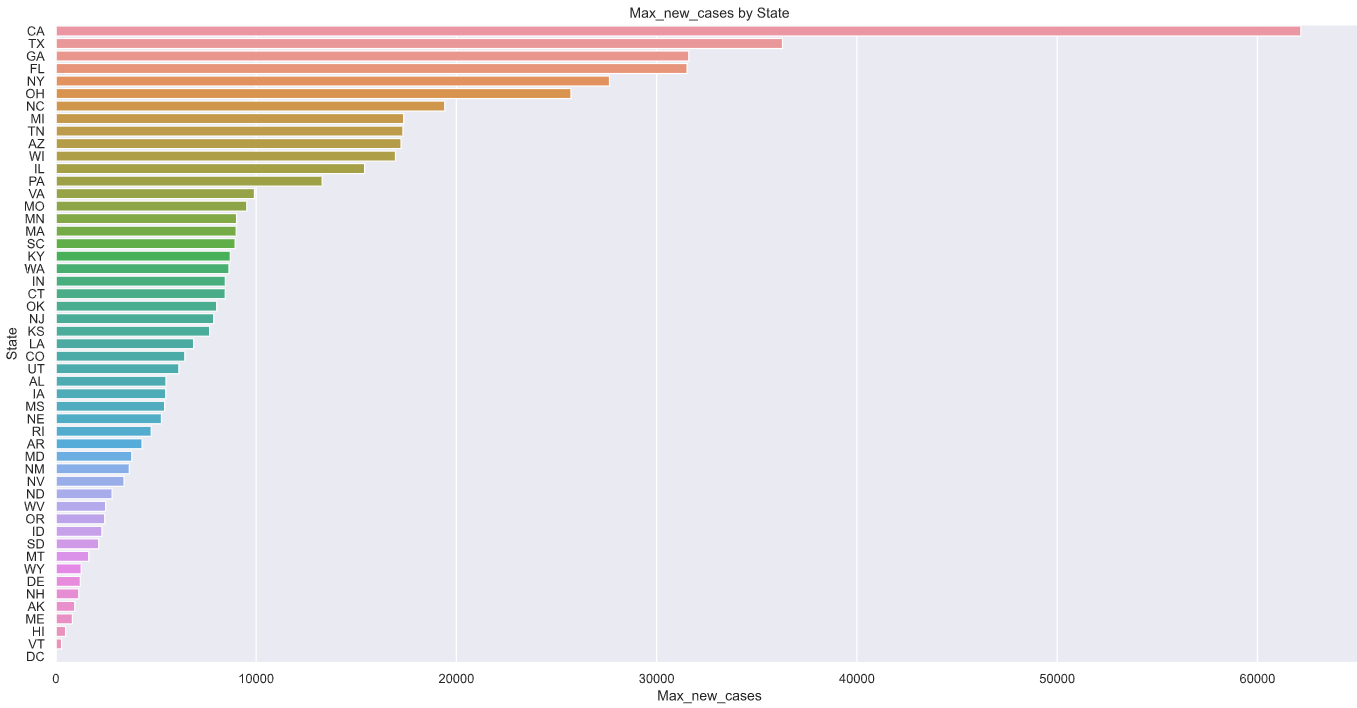 Max_new_cases by State
CA
TX
GA
FL
NY
OH
NC
MI
TN
AZ
WI
IL
PA
VA
MO
MN
MA
SC
KY
WA
IN
CT
OK
NJ
KS
LA
CO
UT
AL
IA
MS
NE
RI
AR
MD
NM
NV
ND
WV
OR
ID
SD
MT
WY
DE
NH
AK
ME
HI
VT
DC
State
0 10000 20000 30000 40000 50000 60000
Max_new_cases